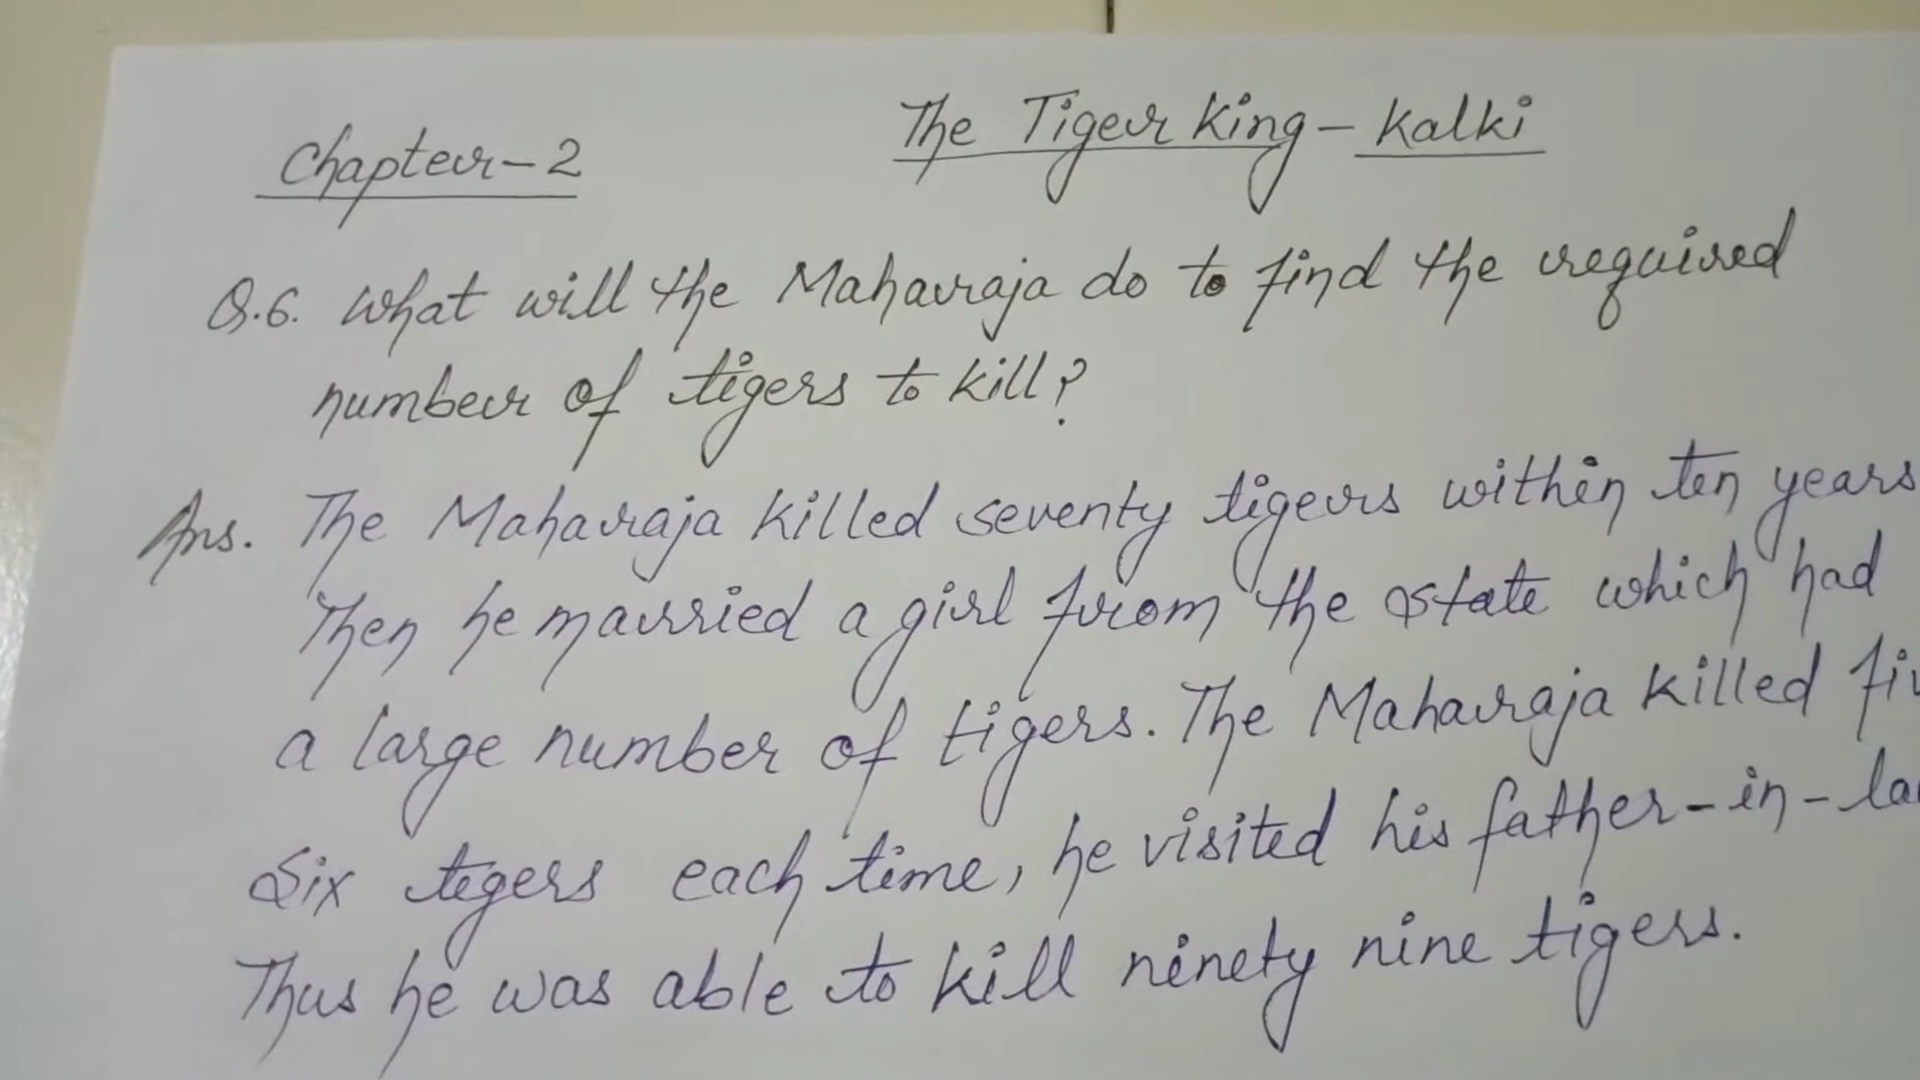 Chapter-2
The Tiger King - Kalki
Q.6. What will the Maharaja do to find the required
number of tigers to kill?
Ans. The Maharaja killed seventy tigers within ten years
Then he married a girl from the state which had
a large number of tigers. The Maharaja killed
Six tigers each time, he visited his father-in-
Thus he was able to kill ninety nine tigers.